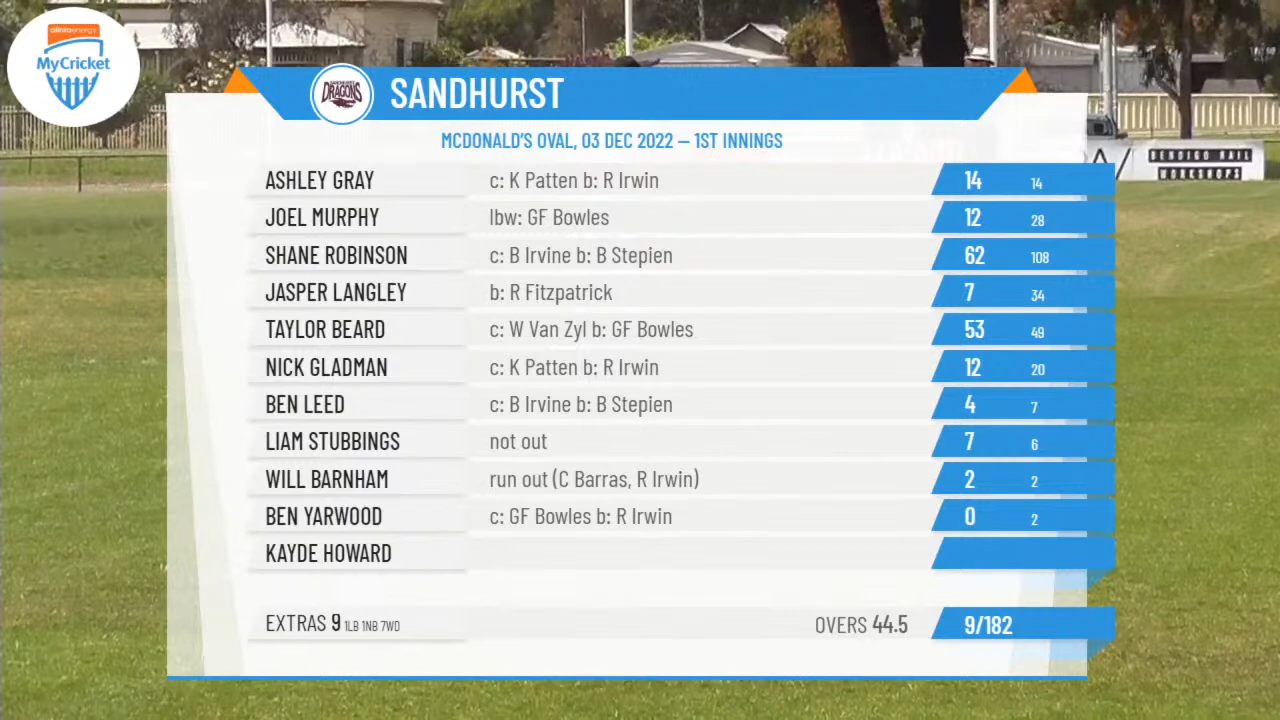 alintaenergy
MyCricket
DRAGONS
SANDHURST
MCDONALD'S OVAL, 03 DEC 2022 – 1ST INNINGS
ASHLEY GRAY c: K Patten b: R Irwin 14 14
JOEL MURPHY lbw: GF Bowles 12 28
SHANE ROBINSON c: B Irvine b: B Stepien 62 108
JASPER LANGLEY b: R Fitzpatrick 7 34
TAYLOR BEARD c: W Van Zyl b: GF Bowles 53 49
NICK GLADMAN c: K Patten b: R Irwin 12 20
BEN LEED c: B Irvine b: B Stepien 4 7
LIAM STUBBINGS not out 7 6
WILL BARNHAM run out (C Barras, R Irwin) 2 2
BEN YARWOOD c: GF Bowles b: R Irwin 0 2
KAYDE HOWARD
EXTRAS 9 1LB 1NB 7WD OVERS 44.5 9/182
BENDIGO RAIL
WORKSHOPS